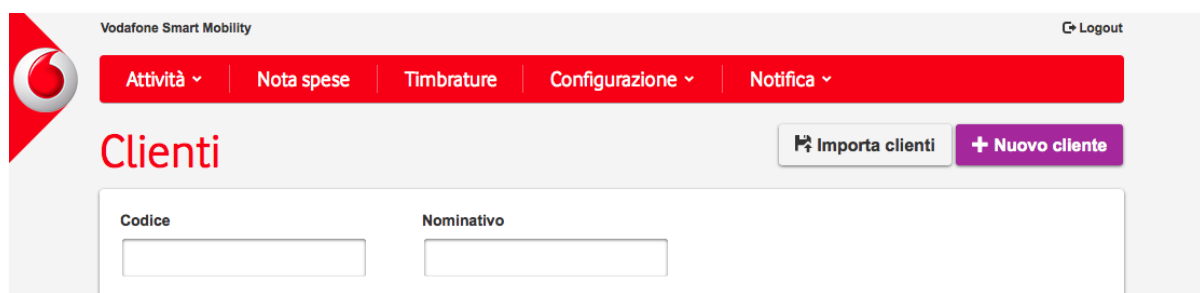 Vodafone Smart Mobility Logout
Attività Nota spese Timbrature Configurazione Notifica
Clienti Importa clienti + Nuovo cliente
Codice Nominativo